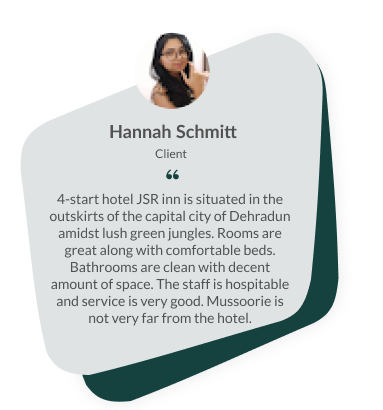 Hannah Schmitt
Client
“
4-start hotel JSR inn is situated in the
outskirts of the capital city of Dehradun
amidst lush green jungles. Rooms are
great along with comfortable beds.
Bathrooms are clean with decent
amount of space. The staff is hospitable
and service is very good. Mussoorie is
not very far from the hotel.